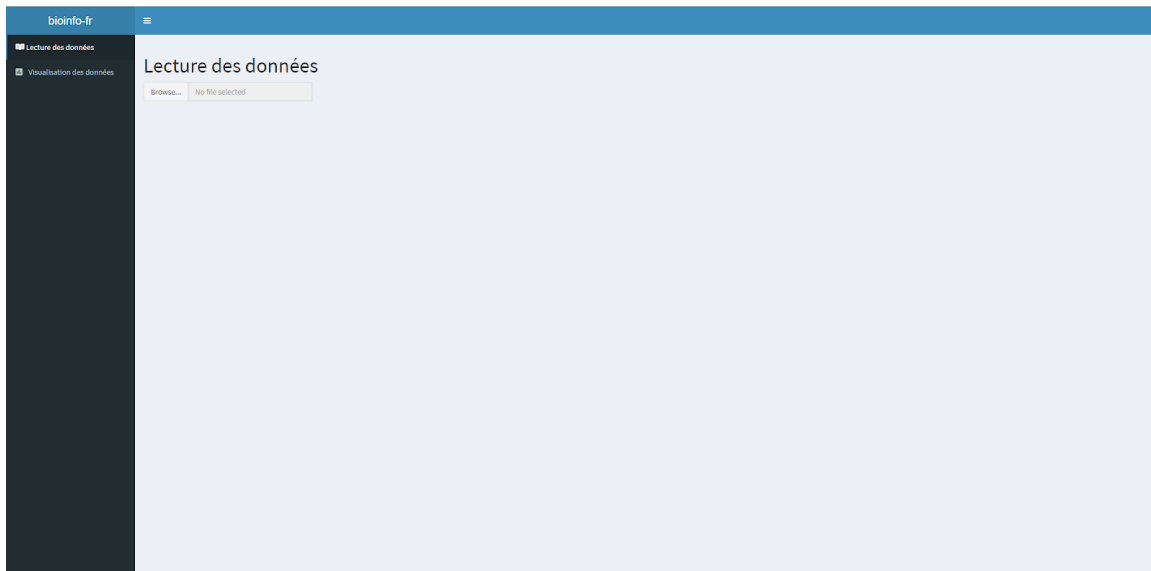 bioinfo-fr
Lecture des données
Visualisation des données
Lecture des données
Browse... No file selected